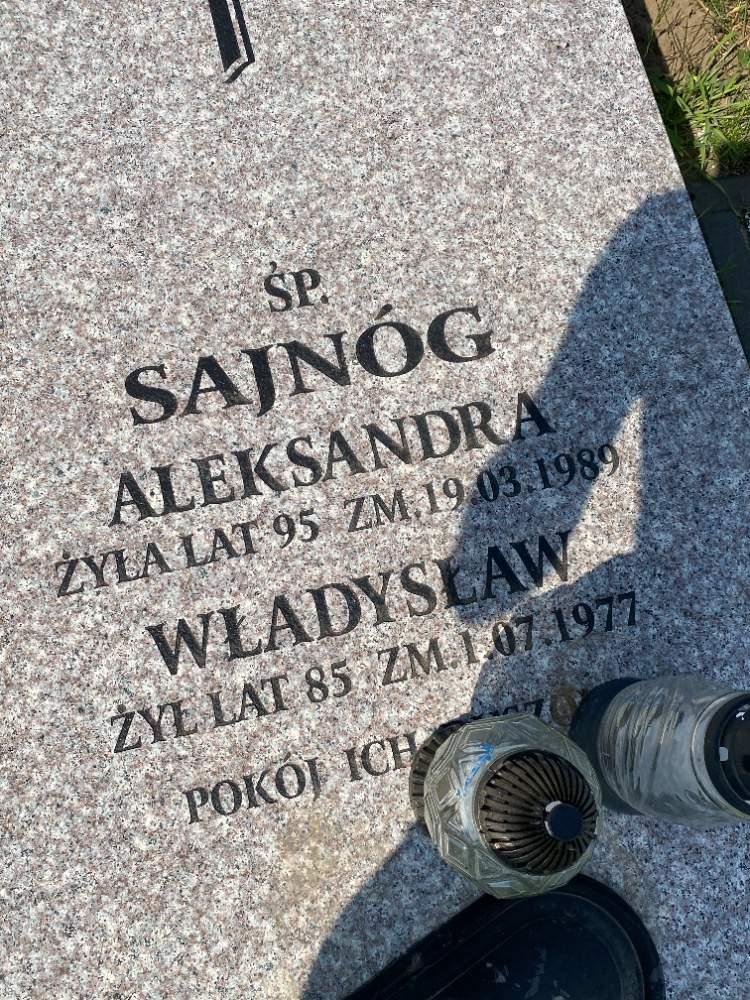 ŚP.
SAJNÓG
ALEKSANDRA
ŻYŁA LAT 95 ZM.19.03.1989
WŁADYSŁAW
ŻYŁ LAT 85 ZM.1.07.1977
POKÓJ ICH